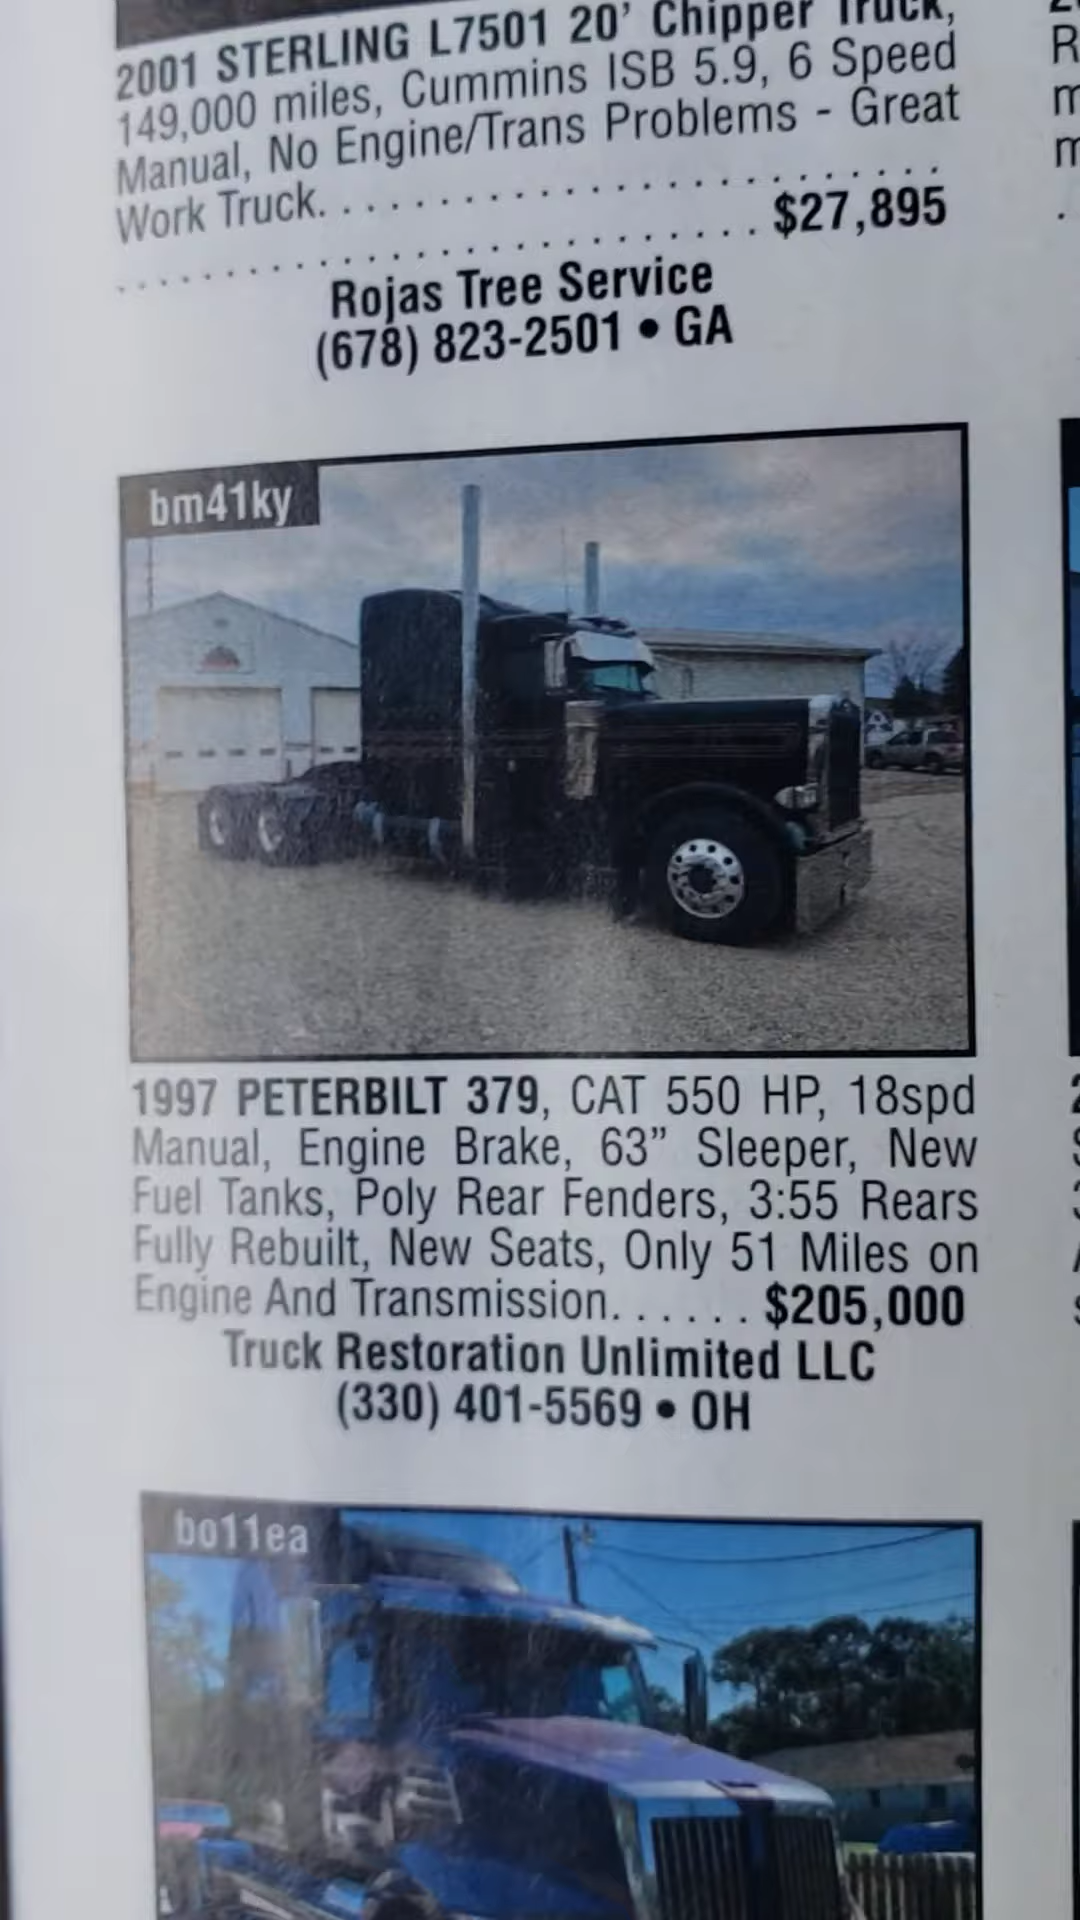 2001 STERLING L7501 20' Chipper Truck,
149,000 miles, Cummins ISB 5.9, 6 Speed
Manual, No Engine/Trans Problems - Great
Work Truck. . . . . . . . . . . . . . . . . . . . . . .
. . . . . . . . . . . . . . . . . . . . . . . $27,895
Rojas Tree Service
(678) 823-2501 • GA
bm41ky
1997 PETERBILT 379, CAT 550 HP, 18spd
Manual, Engine Brake, 63” Sleeper, New
Fuel Tanks, Poly Rear Fenders, 3:55 Rears
Fully Rebuilt, New Seats, Only 51 Miles on
Engine And Transmission. . . . . . $205,000
Truck Restoration Unlimited LLC
(330) 401-5569 • OH
bo11ea